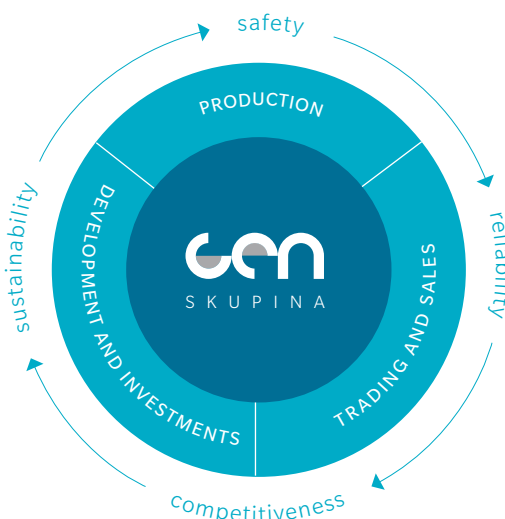 safety
PRODUCTION
reliability
TRADING AND SALES
competitiveness
DEVELOPMENT AND INVESTMENTS
sustainability
gen
SKUPINA